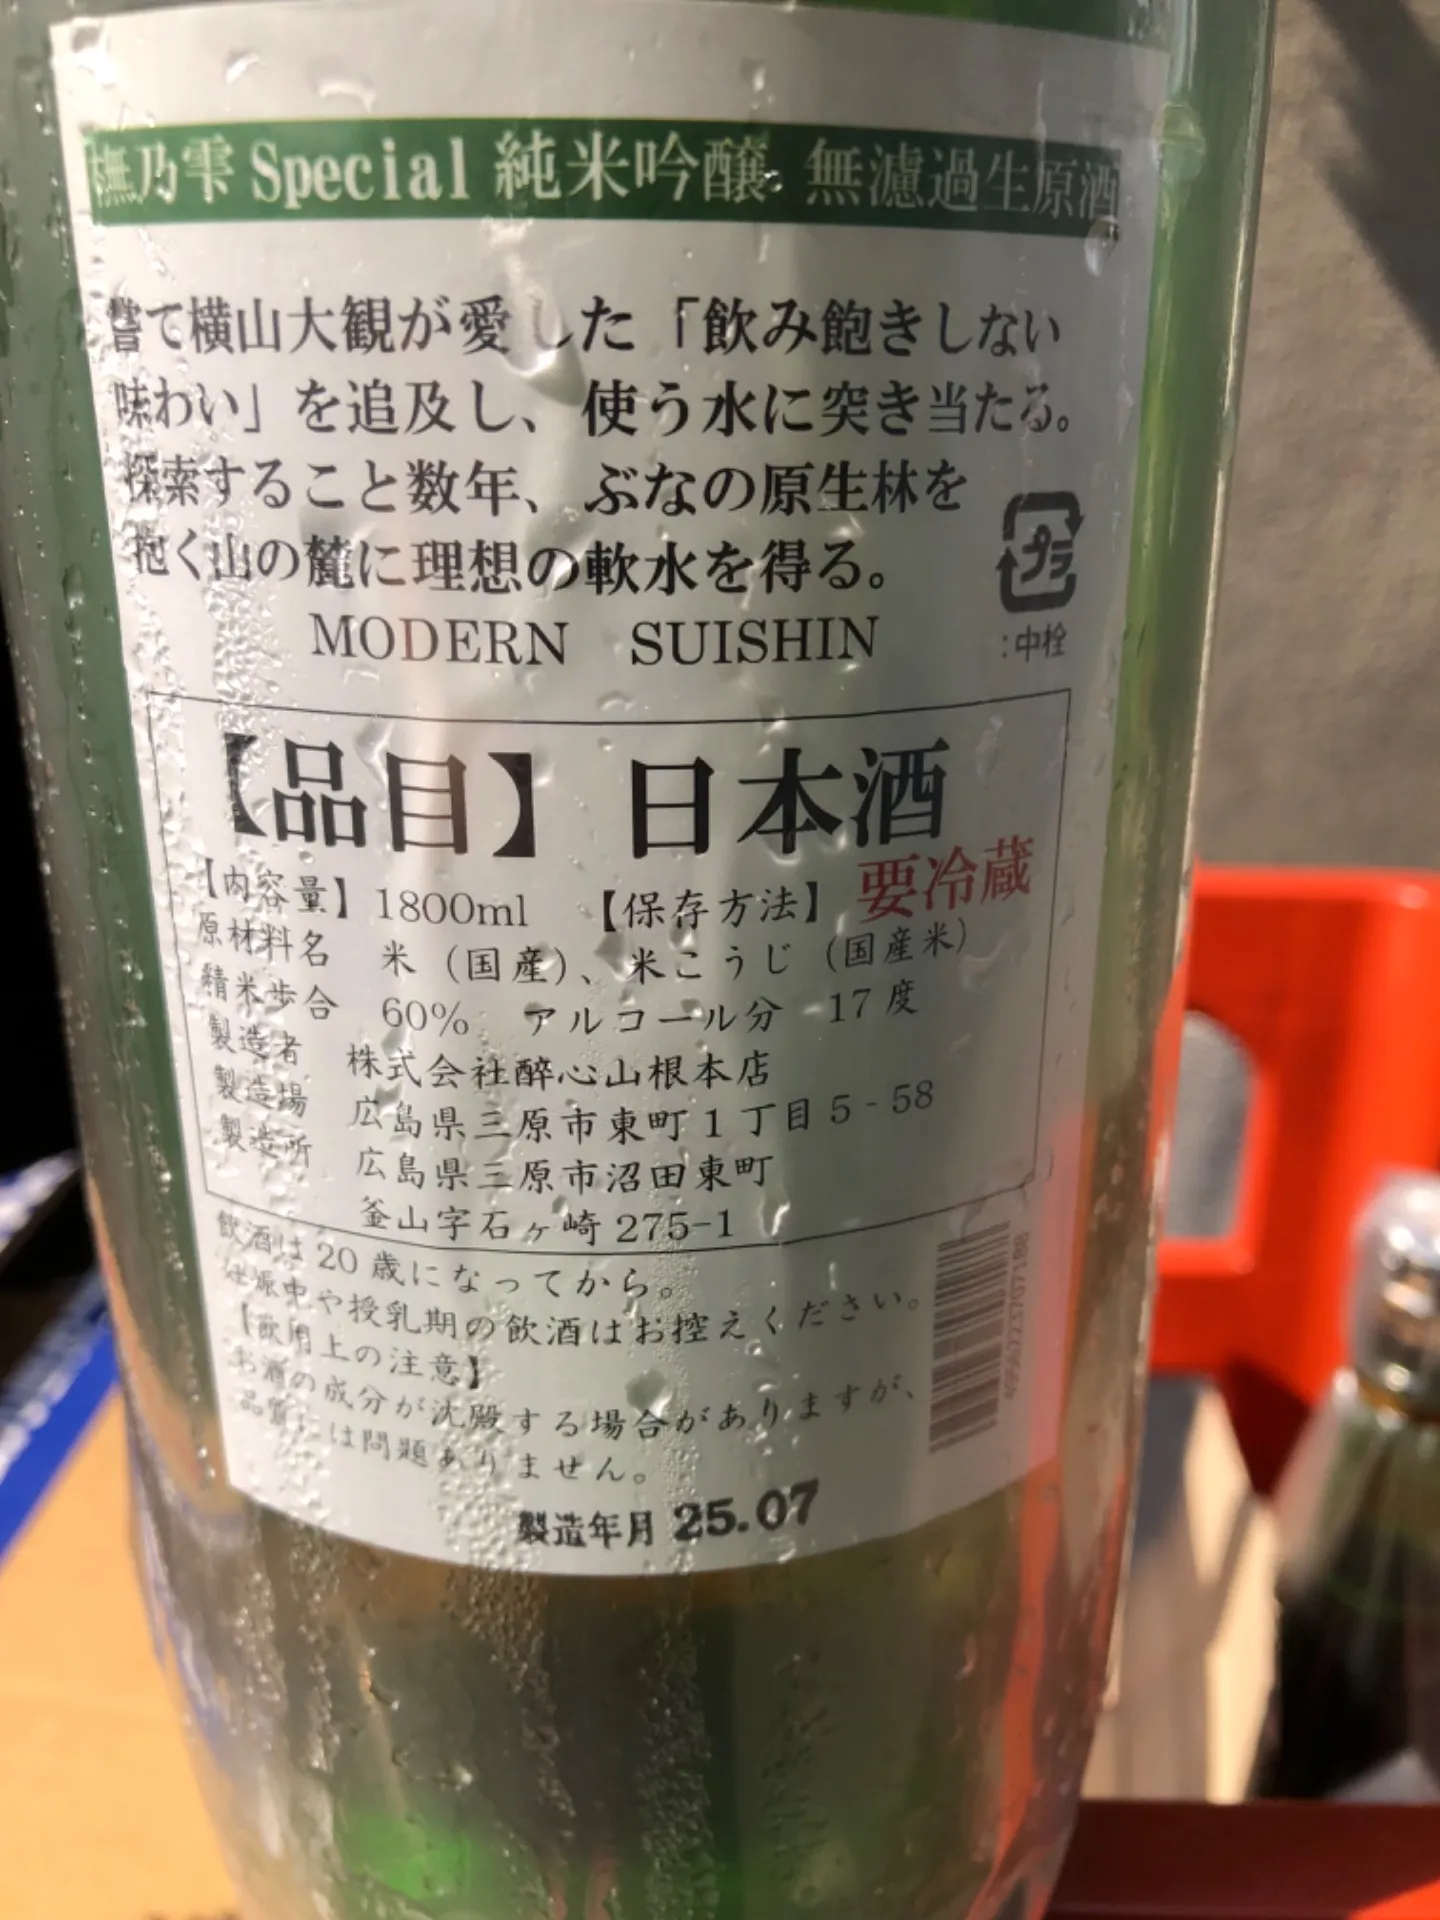 橅乃雫 Special 純米吟醸 無濾過生原酒
嘗て横山大観が愛した「飲み飽きしない
味わい」を追及し、使う水に突き当たる。
探索すること数年、ぶなの原生林を
抱く山の麓に理想の軟水を得る。
MODERN SUISHIN
プラ
:中栓
【品目】 日本酒
【内容量】 1800ml 【保存方法】 要冷蔵
原材料名 米（国産）、米こうじ（国産米）
精米歩合 60% アルコール分 17度
製造者 株式会社酔心山根本店
製造場 広島県三原市東町1丁目5-58
製造所 広島県三原市沼田東町
釜山字石ヶ崎275-1
飲酒は20歳になってから。
妊娠中や授乳期の飲酒はお控えください。
【飲用上の注意】
お酒の成分が沈殿する場合がありますが、
品質には問題ありません。
製造年月 25.07